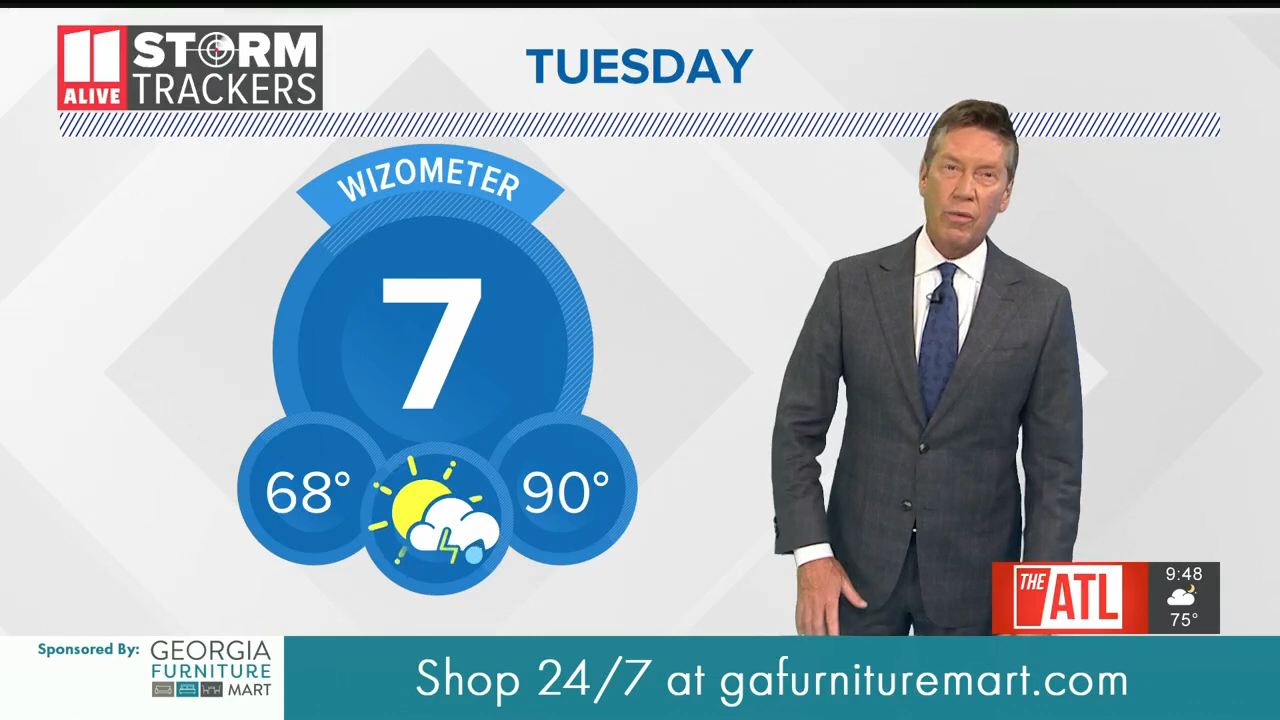 11
ALIVE
STORM
TRACKERS
TUESDAY
WIZOMETER
7
68°
90°
THE ATL
9:48
75°
Sponsored By:
GEORGIA
FURNITURE
MART
Shop 24/7 at gafurnituremart.com